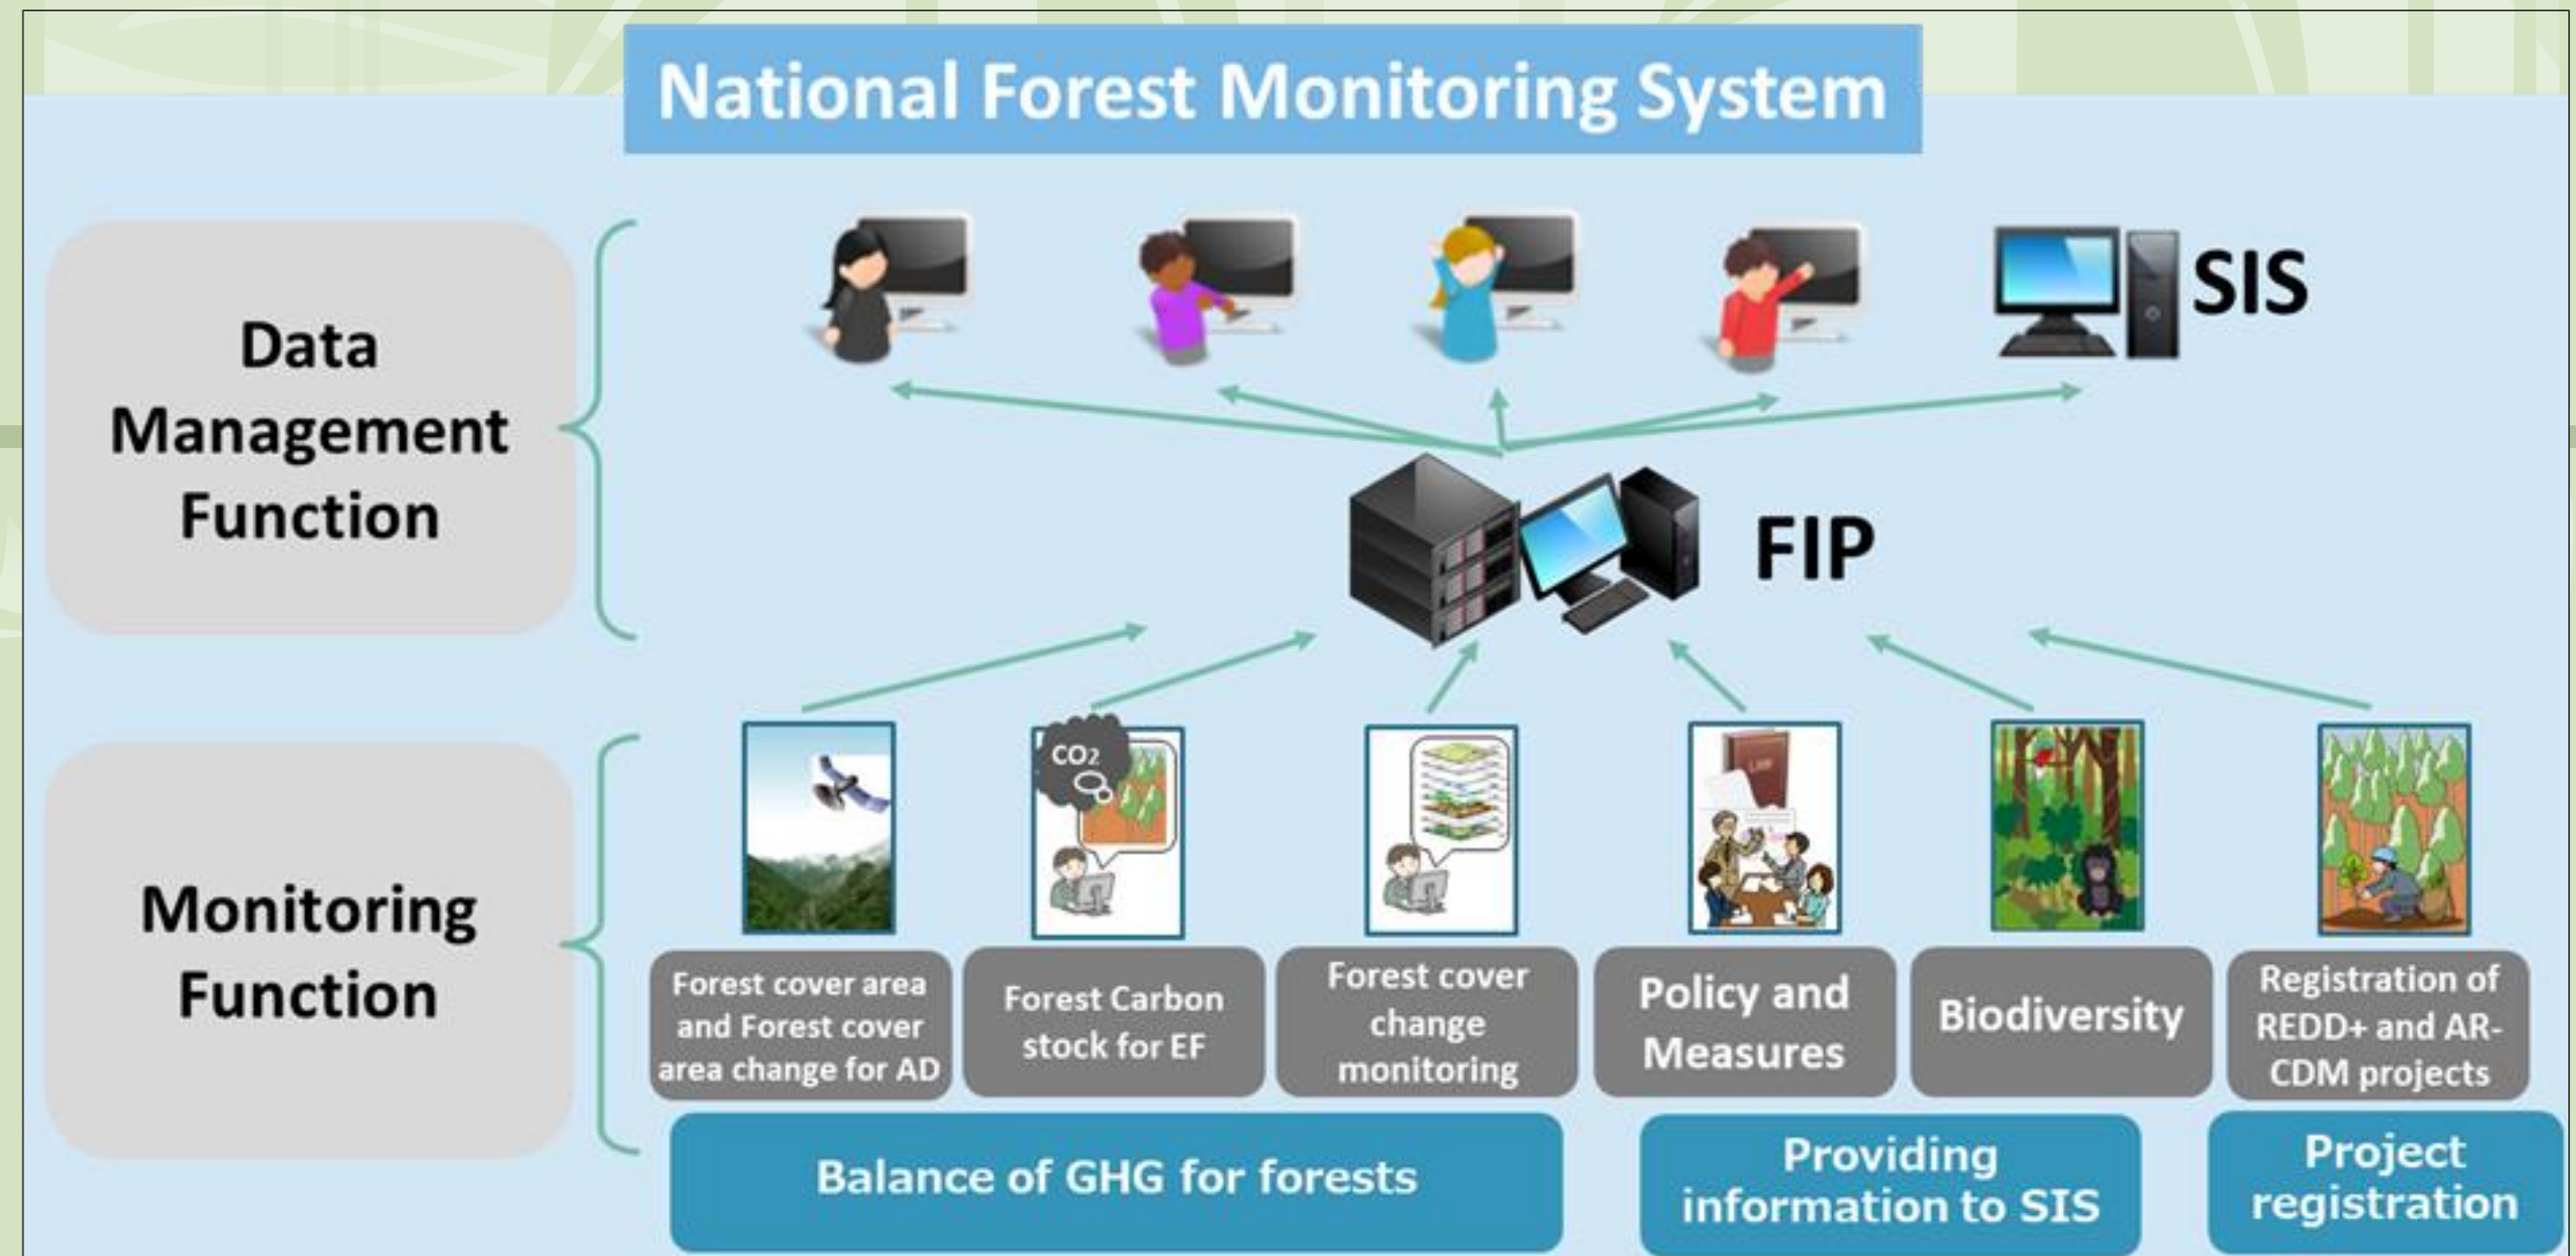 National Forest Monitoring System
Data
Management
Function
SIS
FIP
Monitoring
Function
CO2
LAW
Forest cover area
and Forest cover
area change for AD
Forest Carbon
stock for EF
Forest cover
change
monitoring
Policy and
Measures
Biodiversity
Registration of
REDD+ and AR-
CDM projects
Balance of GHG for forests
Providing
information to SIS
Project
registration